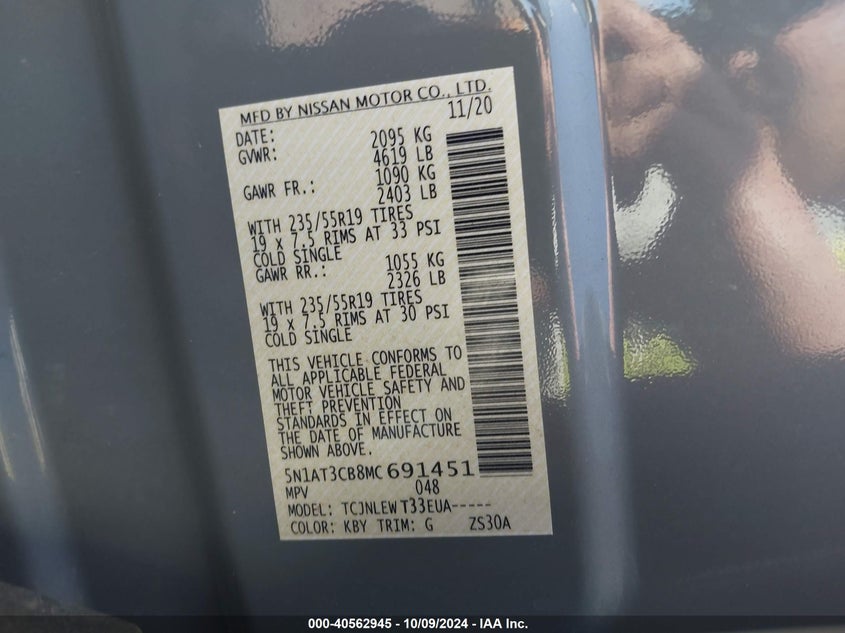 MFD BY NISSAN MOTOR CO., LTD.
DATE: 11/20
GVWR: 2095 KG
4619 LB
GAWR FR.: 1090 KG
2403 LB
WITH 235/55R19 TIRES
19 x 7.5 RIMS AT 33 PSI
COLD SINGLE
GAWR RR.: 1055 KG
2326 LB
WITH 235/55R19 TIRES
19 x 7.5 RIMS AT 30 PSI
COLD SINGLE
THIS VEHICLE CONFORMS TO
ALL APPLICABLE FEDERAL
MOTOR VEHICLE SAFETY AND
THEFT PREVENTION
STANDARDS IN EFFECT ON
THE DATE OF MANUFACTURE
SHOWN ABOVE.
5N1AT3CB8MC691451
MPV 048
MODEL: TCJNLEW T33EUA-----
COLOR: KBY TRIM: G ZS30A
000-40562945 - 10/09/2024 - IAA Inc.